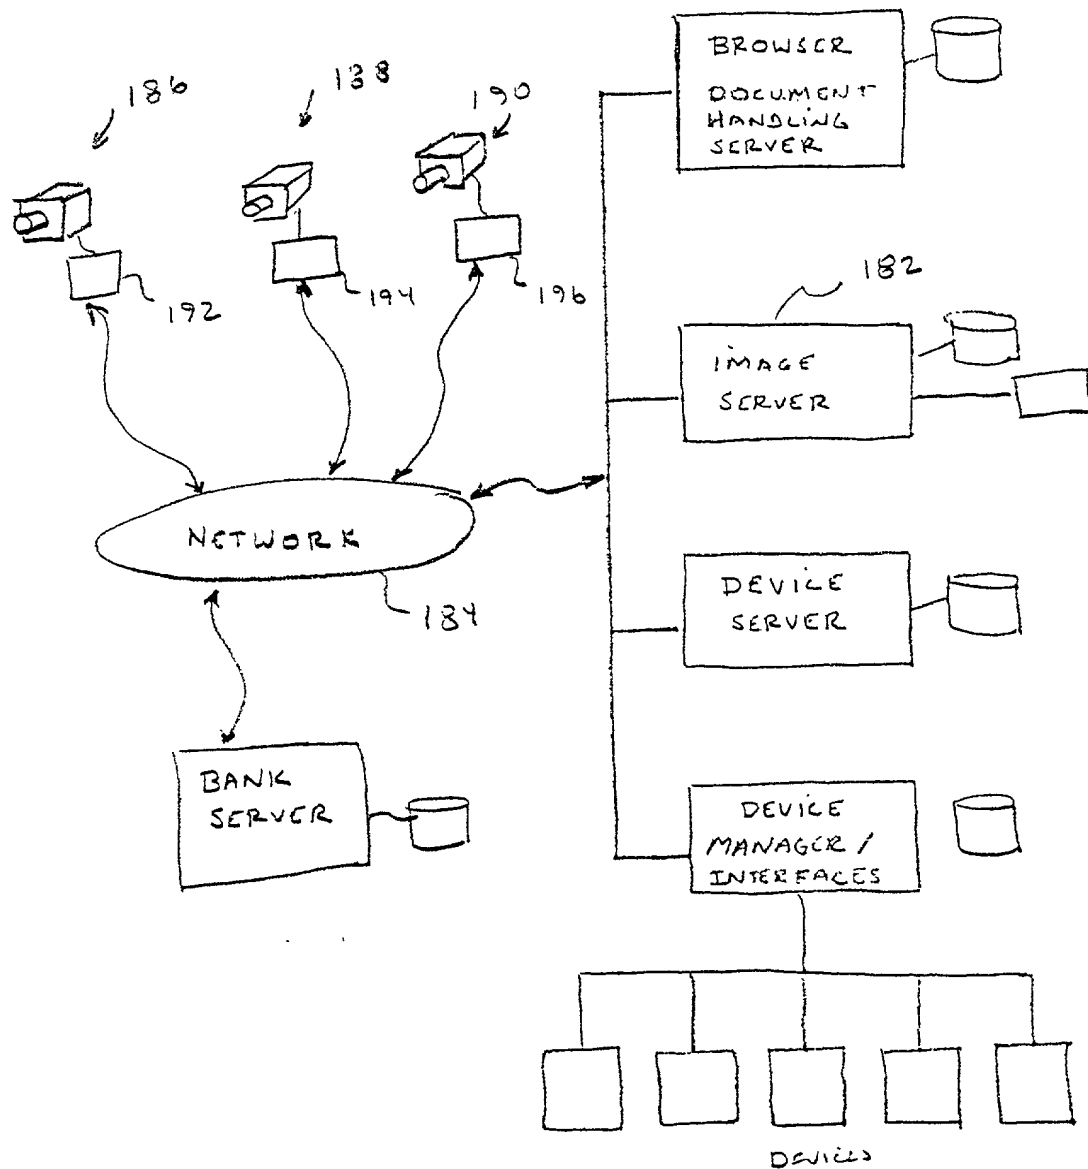 186
138
190
BROWSER
DOCUMENT
HANDLING
SERVER
192
194
196
182
IMAGE
SERVER
NETWORK
184
DEVICE
SERVER
BANK
SERVER
DEVICE
MANAGER /
INTERFACES
DEVICES